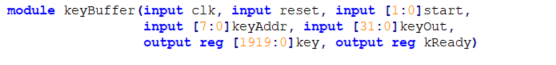 module keyBuffer(input clk, input reset, input [1:0]start,
input [7:0]keyAddr, input [31:0]keyOut,
output reg [1919:0]key, output reg kReady)